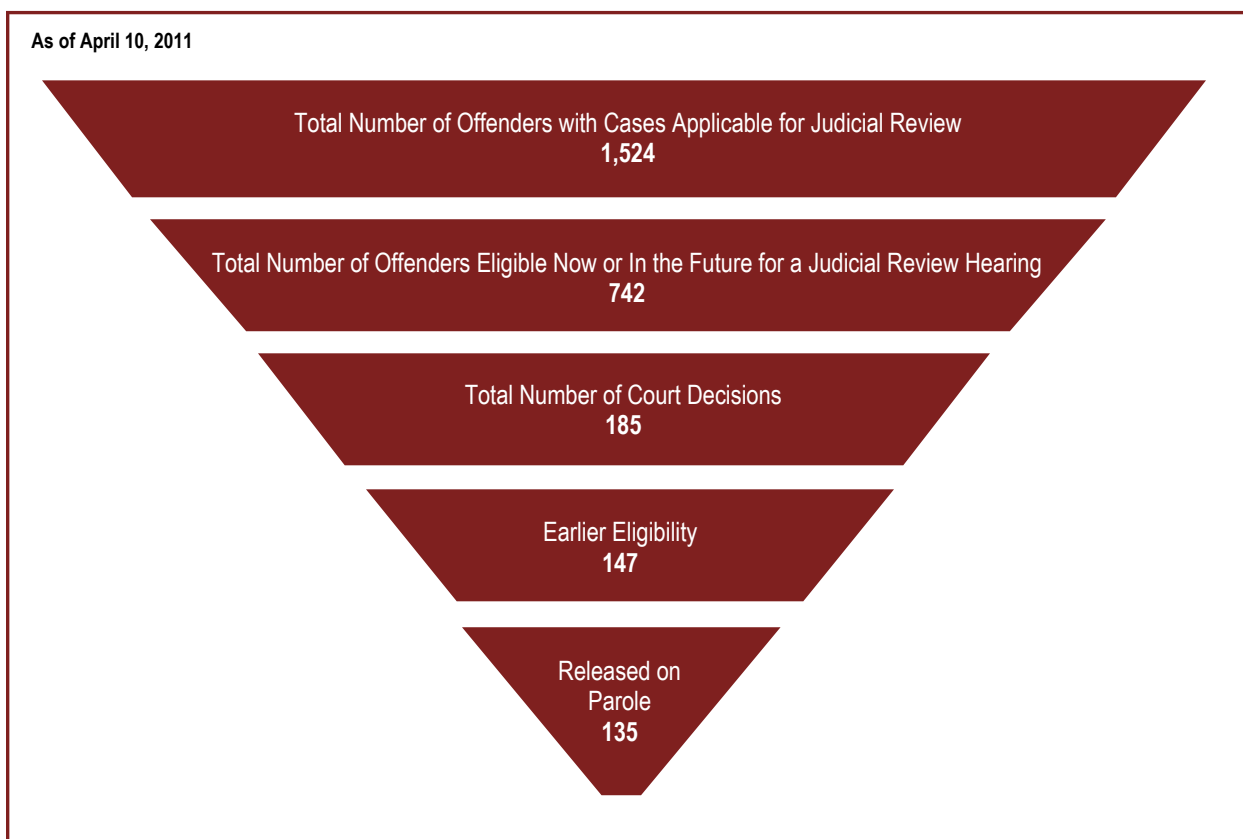 As of April 10, 2011
Total Number of Offenders with Cases Applicable for Judicial Review
1,524
Total Number of Offenders Eligible Now or In the Future for a Judicial Review Hearing
742
Total Number of Court Decisions
185
Earlier Eligibility
147
Released on
Parole
135